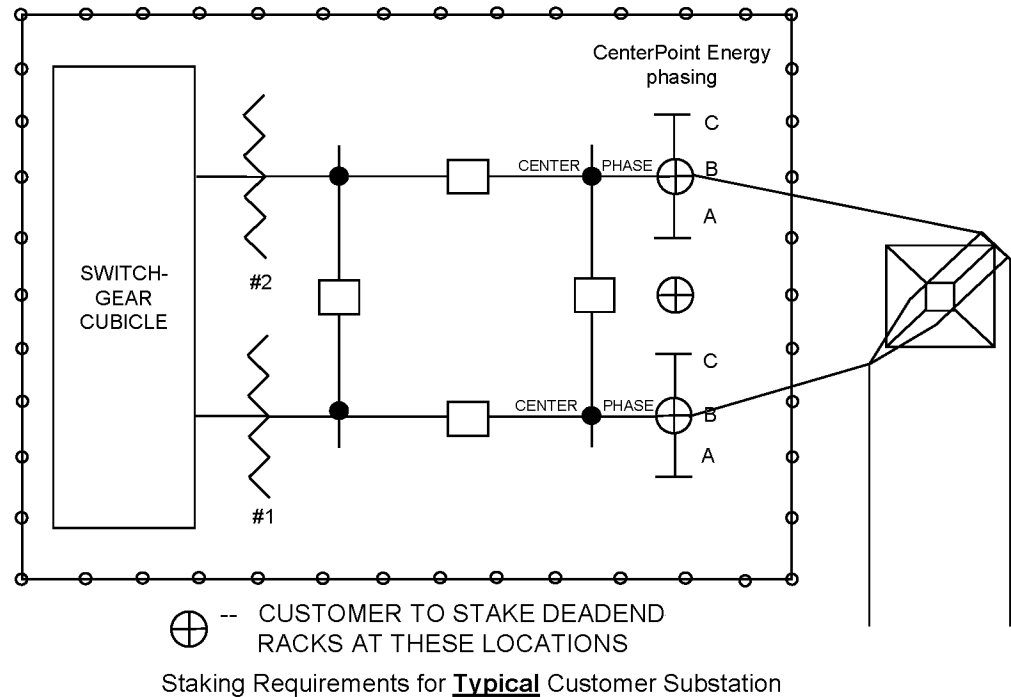 CenterPoint Energy
phasing
C
CENTER PHASE B
A
SWITCH-
GEAR
CUBICLE
#2
C
CENTER PHASE B
A
#1
-- CUSTOMER TO STAKE DEADEND
RACKS AT THESE LOCATIONS
Staking Requirements for Typical Customer Substation